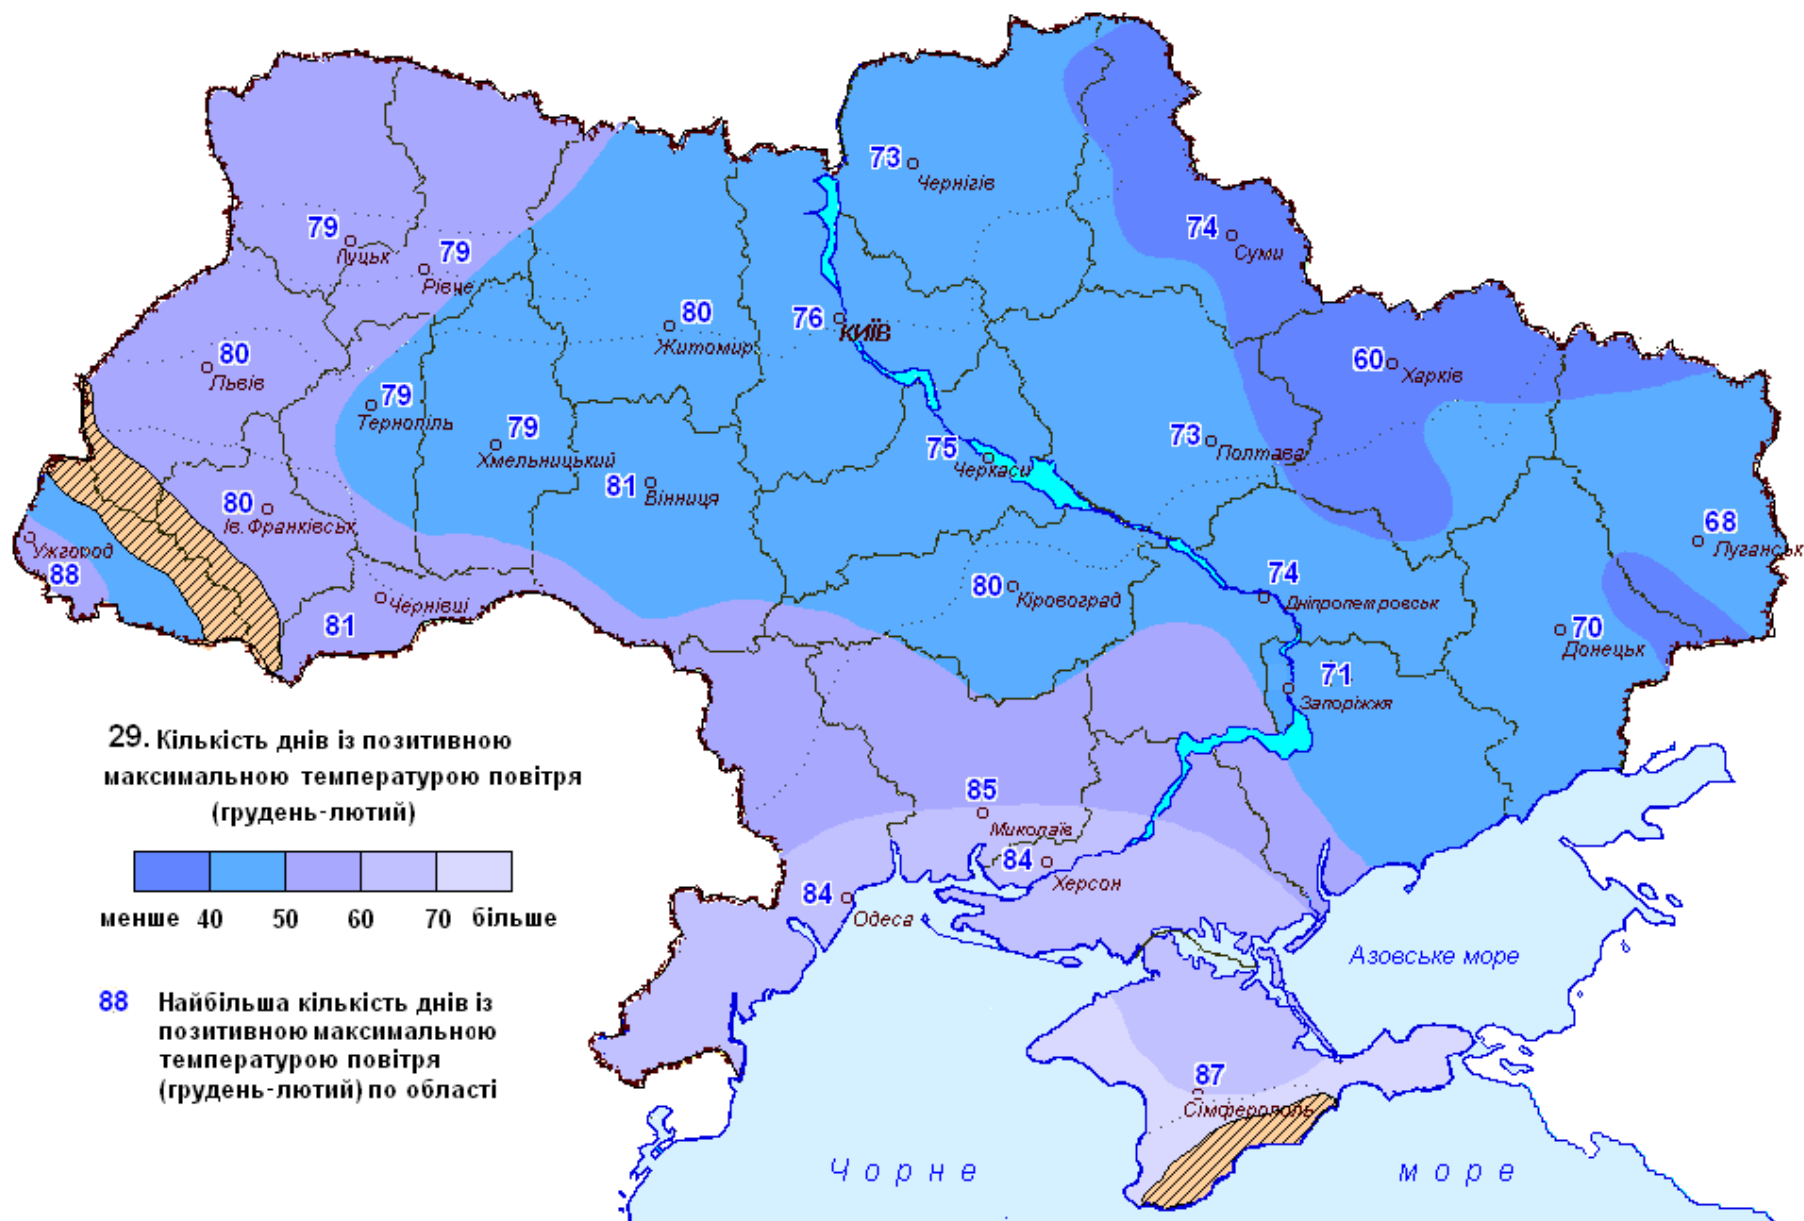 73
Чернігів
74
Суми
79
Луцьк
79
Рівне
80
Житомир
76
КИЇВ
80
Львів
60
Харків
79
Тернопіль
79
Хмельницький
73
Полтава
75
Черкаси
81
Вінниця
80
Ів. Франківськ
68
Луганськ
Ужгород
88
80
Кіровоград
74
Дніпропетровськ
Чернівці
81
70
Донецьк
71
Запоріжжя
29. Кількість днів із позитивною
максимальною температурою повітря
(грудень-лютий)
85
Миколаїв
84
Херсон
84
Одеса
менше 40 50 60 70 більше
Азовське море
88 Найбільша кількість днів із
позитивною максимальною
температурою повітря
(грудень-лютий) по області
87
Сімферополь
Чорне море